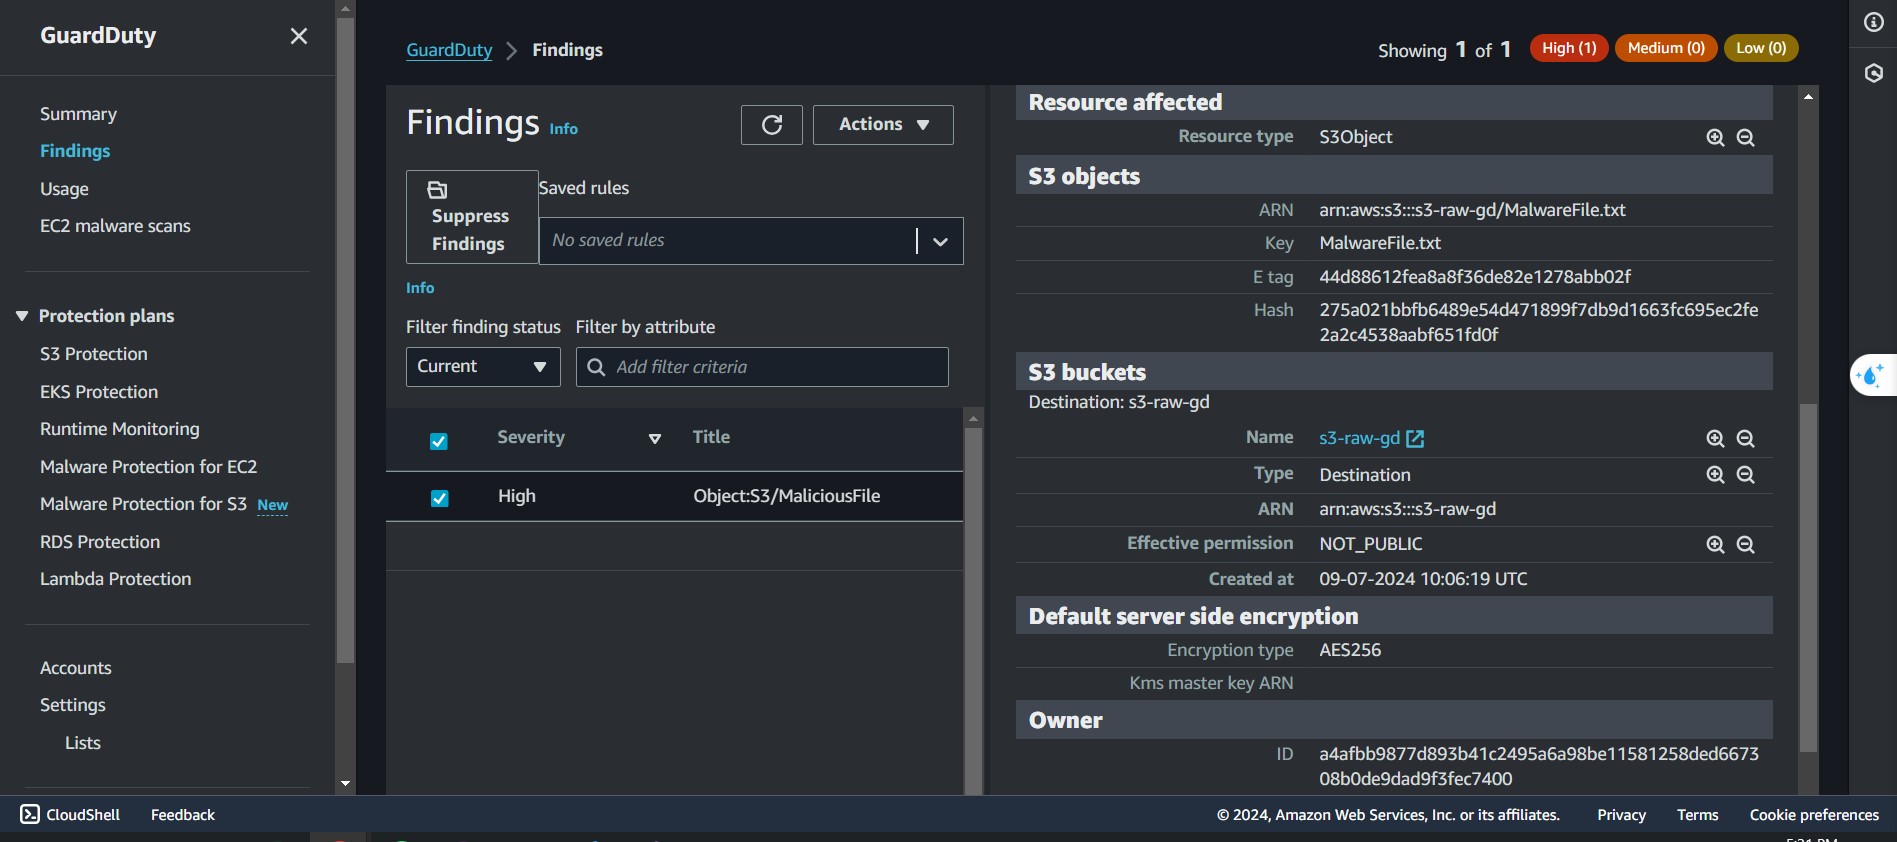 GuardDuty
Summary
Findings
Usage
EC2 malware scans
Protection plans
S3 Protection
EKS Protection
Runtime Monitoring
Malware Protection for EC2
Malware Protection for S3 New
RDS Protection
Lambda Protection
Accounts
Settings
Lists
GuardDuty Findings
Showing 1 of 1 High (1) Medium (0) Low (0)
Findings Info
Actions
Suppress
Findings
Saved rules
No saved rules
Info
Filter finding status Filter by attribute
Current Add filter criteria
Severity Title
High Object:S3/MaliciousFile
Resource affected
Resource type S3Object
S3 objects
ARN arn:aws:s3:::s3-raw-gd/MalwareFile.txt
Key MalwareFile.txt
E tag 44d88612fea8a8f36de82e1278abb02f
Hash 275a021bbfb6489e54d471899f7db9d1663fc695ec2fe
2a2c4538aabf651fd0f
S3 buckets
Destination: s3-raw-gd
Name s3-raw-gd
Type Destination
ARN arn:aws:s3:::s3-raw-gd
Effective permission NOT_PUBLIC
Created at 09-07-2024 10:06:19 UTC
Default server side encryption
Encryption type AES256
Kms master key ARN
Owner
ID a4afbb9877d893b41c2495a6a98be11581258ded6673
08b0de9dad9f3fec7400
CloudShell Feedback © 2024, Amazon Web Services, Inc. or its affiliates. Privacy Terms Cookie preferences